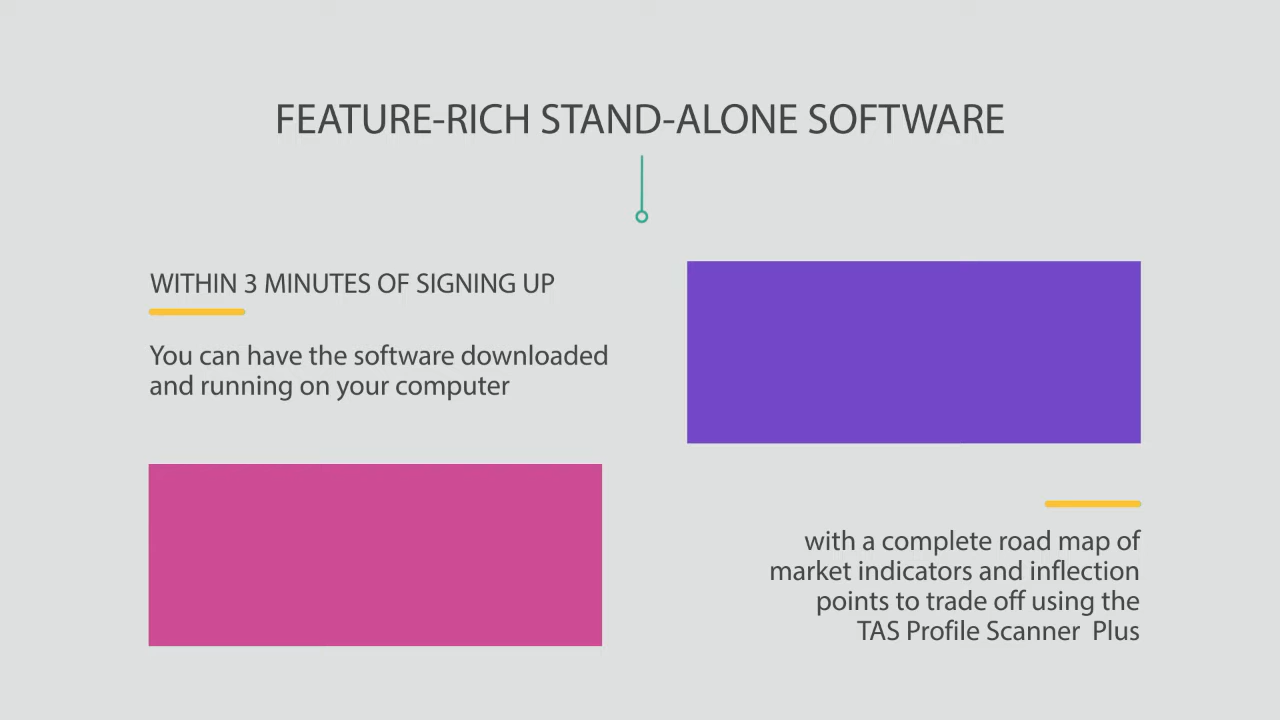 FEATURE-RICH STAND-ALONE SOFTWARE
WITHIN 3 MINUTES OF SIGNING UP
You can have the software downloaded
and running on your computer
with a complete road map of
market indicators and inflection
points to trade off using the
TAS Profile Scanner  Plus